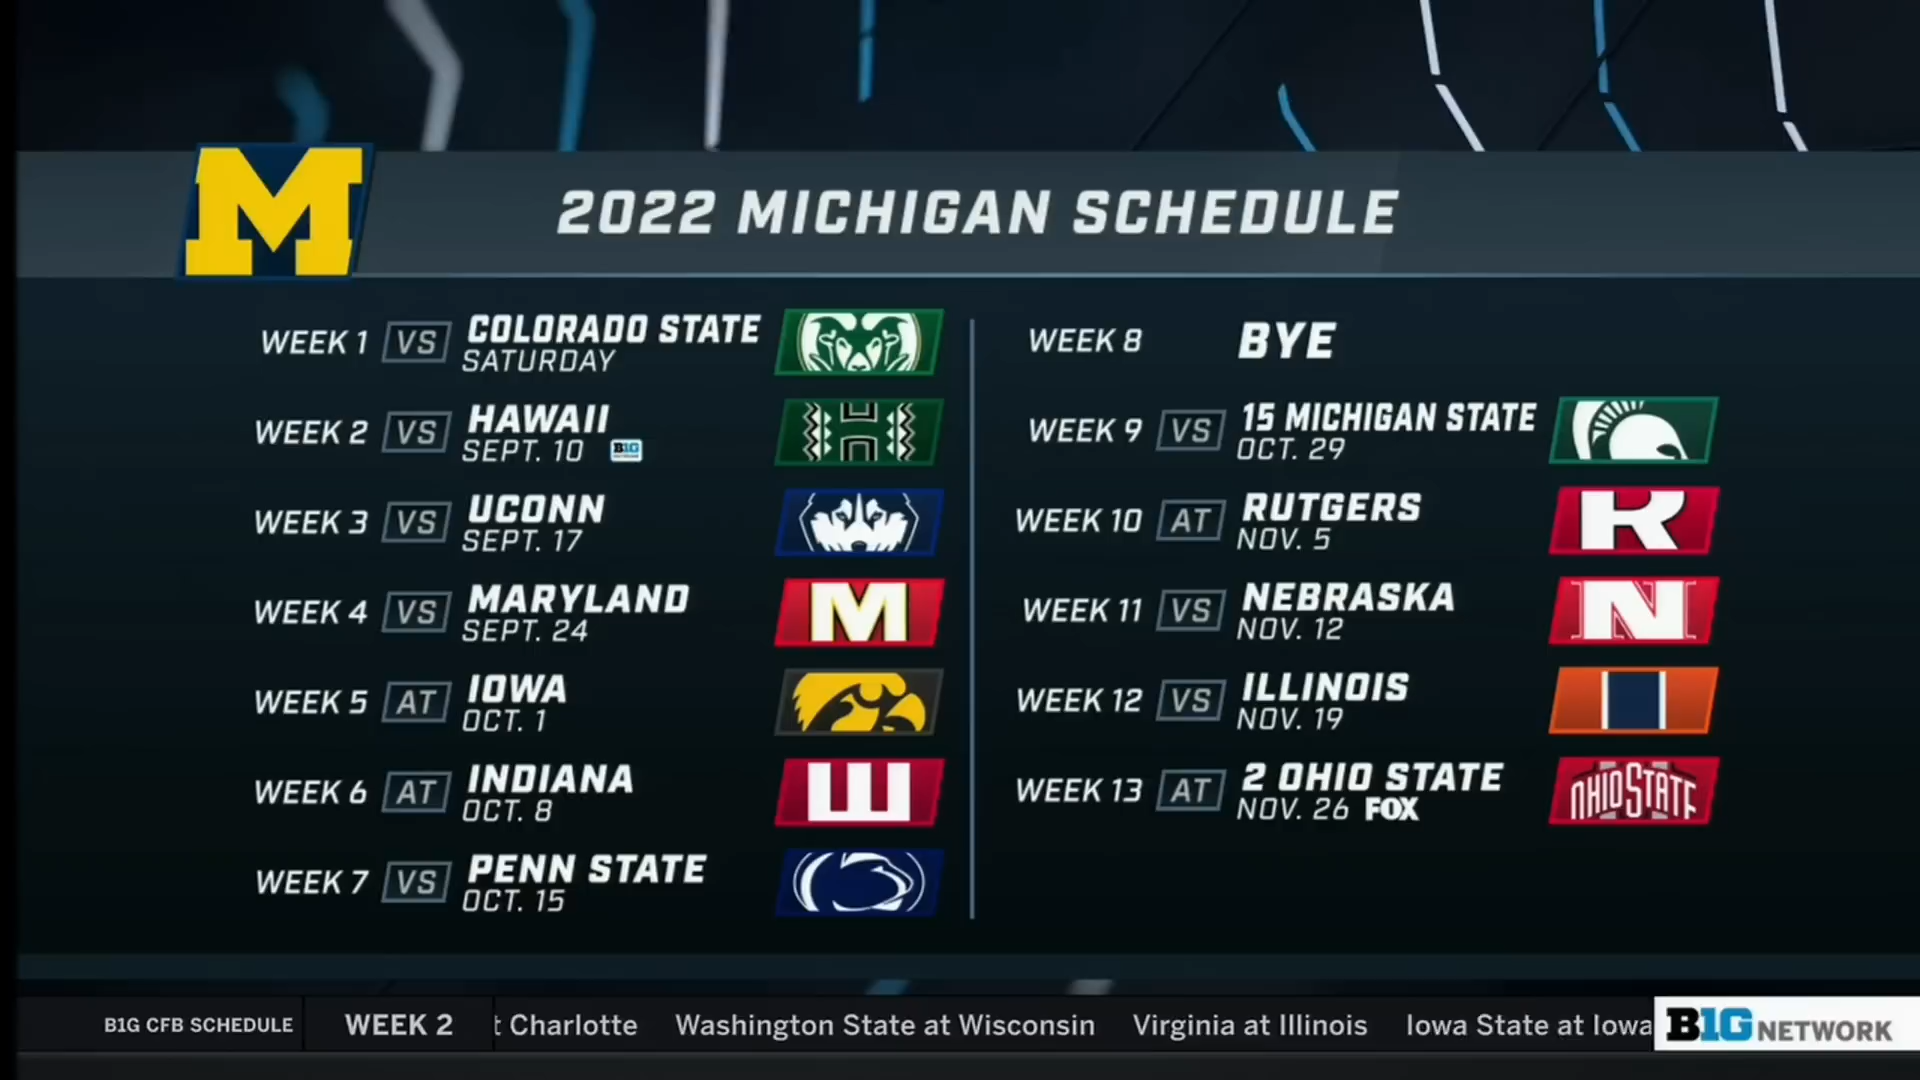 M
2022 MICHIGAN SCHEDULE
WEEK 1 VS COLORADO STATE
SATURDAY
WEEK 2 VS HAWAII
SEPT. 10 B1G NETWORK
H
WEEK 3 VS UCONN
SEPT. 17
WEEK 4 VS MARYLAND
SEPT. 24
M
WEEK 5 AT IOWA
OCT. 1
WEEK 6 AT INDIANA
OCT. 8
WEEK 7 VS PENN STATE
OCT. 15
WEEK 8 BYE
WEEK 9 VS 15 MICHIGAN STATE
OCT. 29
WEEK 10 AT RUTGERS
NOV. 5
R
WEEK 11 VS NEBRASKA
NOV. 12
N
WEEK 12 VS ILLINOIS
NOV. 19
I
WEEK 13 AT 2 OHIO STATE
NOV. 26 FOX
OHIO STATE
B1G CFB SCHEDULE WEEK 2 t Charlotte Washington State at Wisconsin Virginia at Illinois Iowa State at Iowa B1G NETWORK